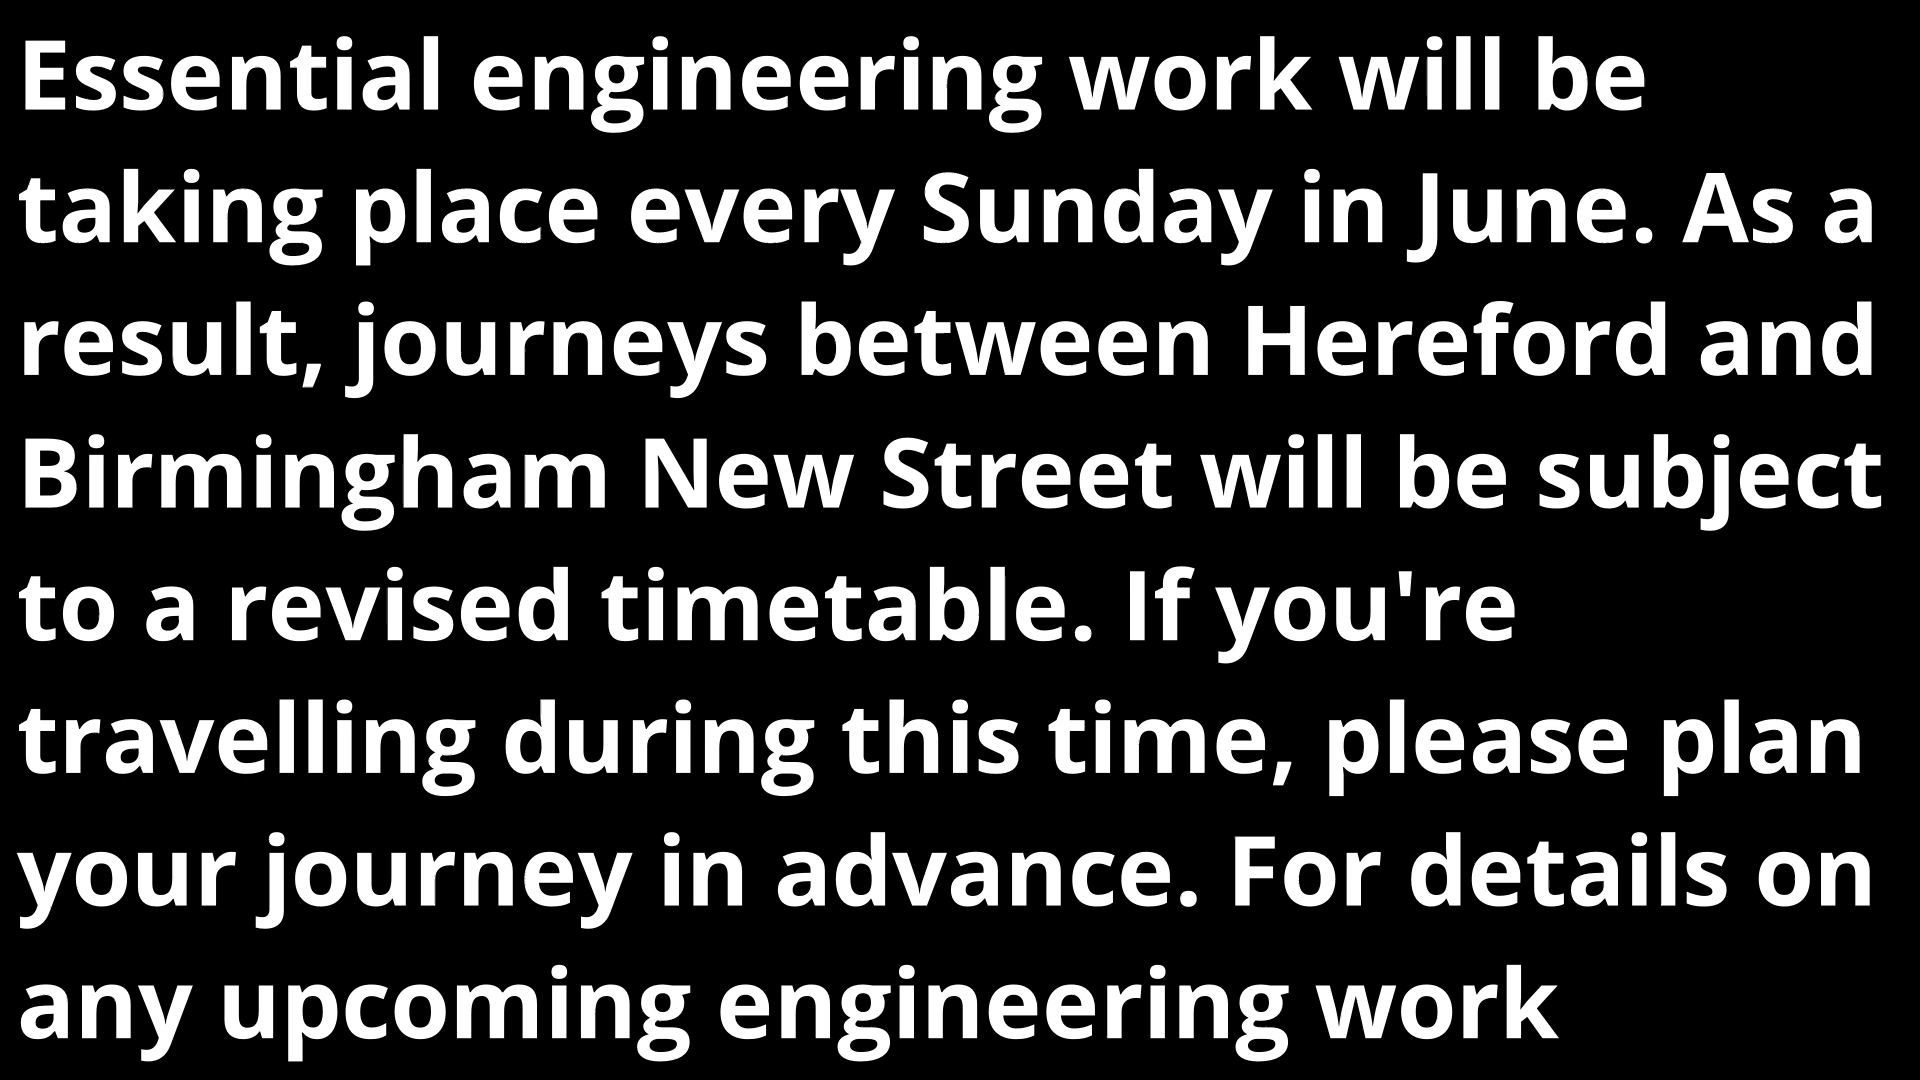 Essential engineering work will be
taking place every Sunday in June. As a
result, journeys between Hereford and
Birmingham New Street will be subject
to a revised timetable. If you're
travelling during this time, please plan
your journey in advance. For details on
any upcoming engineering work